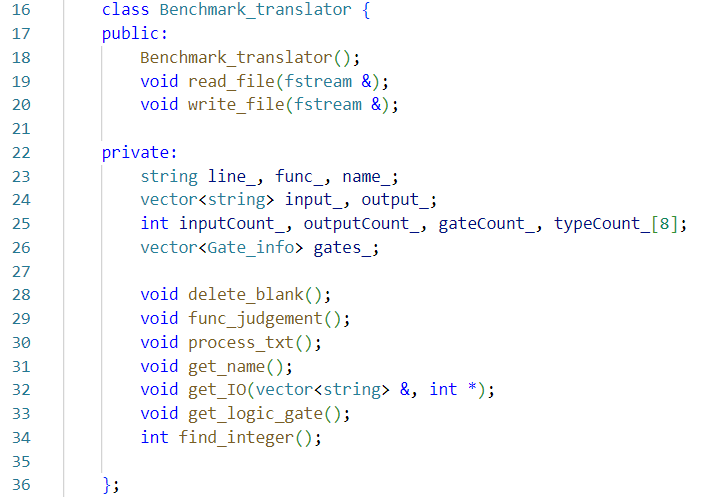 16 class Benchmark_translator {
17 public:
18 Benchmark_translator();
19 void read_file(fstream &);
20 void write_file(fstream &);
21
22 private:
23 string line_, func_, name_;
24 vector<string> input_, output_;
25 int inputCount_, outputCount_, gateCount_, typeCount_[8];
26 vector<Gate_info> gates_;
27
28 void delete_blank();
29 void func_judgement();
30 void process_txt();
31 void get_name();
32 void get_IO(vector<string> &, int *);
33 void get_logic_gate();
34 int find_integer();
35
36 };